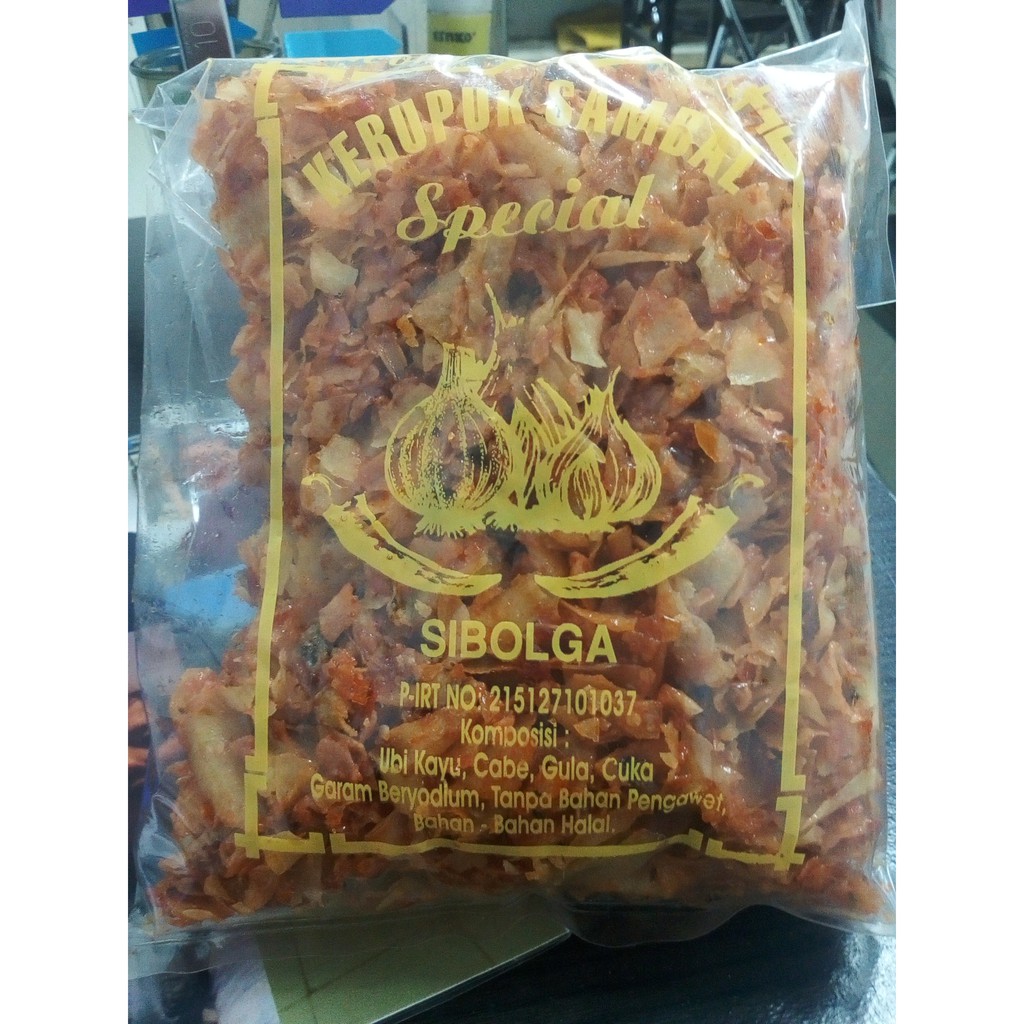 KERUPUK SAMBAL
Special
SIBOLGA
P-IRT NO: 215127101037
Komposisi :
Ubi Kayu, Cabe, Gula, Cuka
Garam Beryodium, Tanpa Bahan Pengawet,
Bahan - Bahan Halal.
10